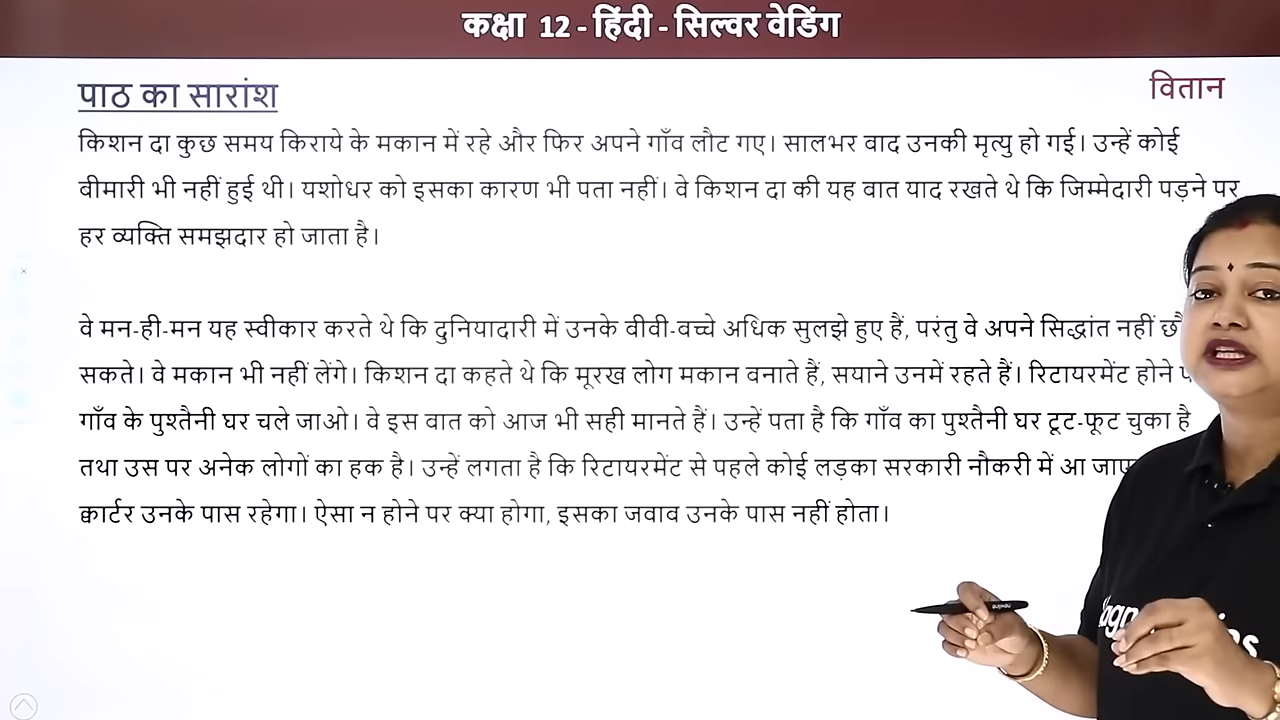 कक्षा 12 - हिंदी - सिल्वर वेडिंग
पाठ का सारांश
वितान
किशन दा कुछ समय किराये के मकान में रहे और फिर अपने गाँव लौट गए। सालभर वाद उनकी मृत्यु हो गई। उन्हें कोई
वीमारी भी नहीं हुई थी। यशोधर को इसका कारण भी पता नहीं। वे किशन दा की यह वात याद रखते थे कि जिम्मेदारी पड़ने पर
हर व्यक्ति समझदार हो जाता है।
वे मन-ही-मन यह स्वीकार करते थे कि दुनियादारी में उनके वीवी-वच्चे अधिक सुलझे हुए हैं, परंतु वे अपने सिद्धांत नहीं
सकते। वे मकान भी नहीं लेंगे। किशन दा कहते थे कि मूरख लोग मकान वनाते हैं, सयाने उनमें रहते हैं। रिटायरमेंट होने
गाँव के पुश्तैनी घर चले जाओ। वे इस वात को आज भी सही मानते हैं। उन्हें पता है कि गाँव का पुश्तैनी घर टूट-फूट चुका है
तथा उस पर अनेक लोगों का हक है। उन्हें लगता है कि रिटायरमेंट से पहले कोई लड़का सरकारी नौकरी में आ
क्वार्टर उनके पास रहेगा। ऐसा न होने पर क्या होगा, इसका जवाव उनके पास नहीं होता।